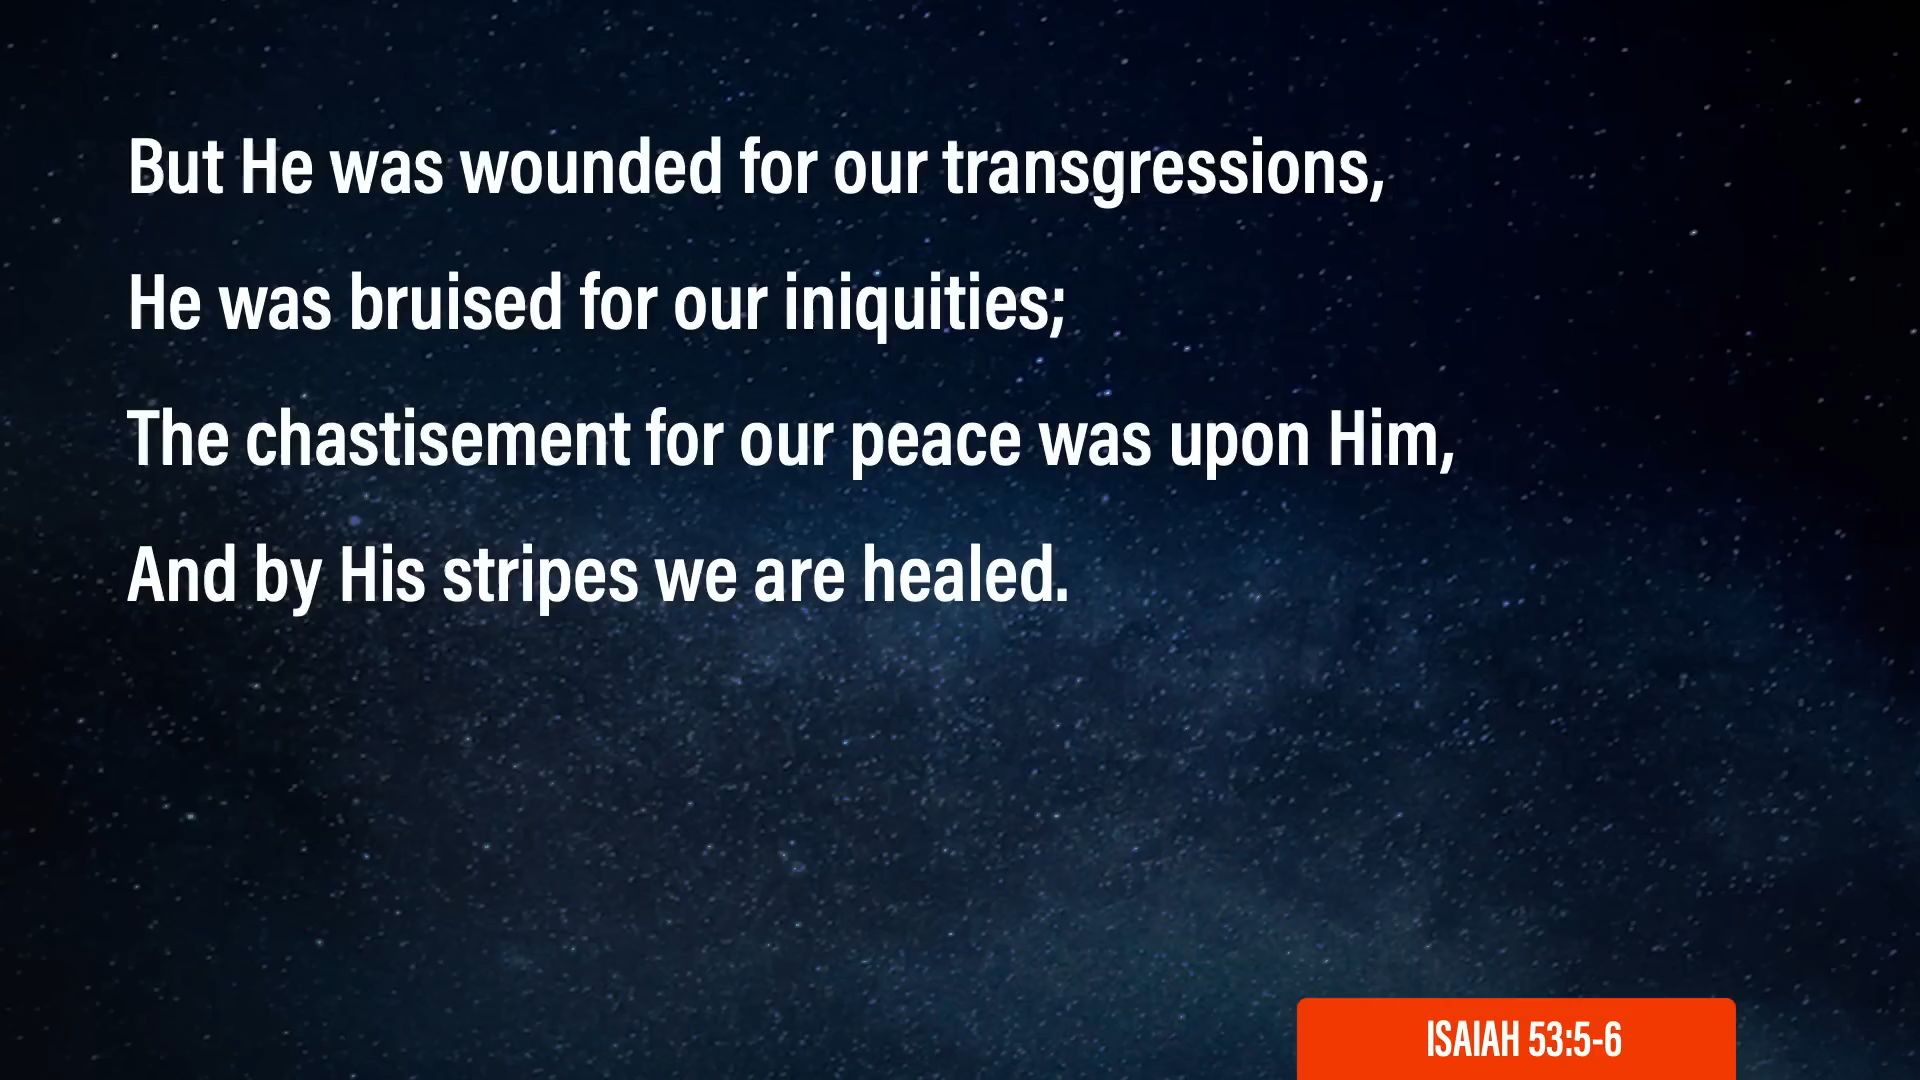 But He was wounded for our transgressions,
He was bruised for our iniquities;
The chastisement for our peace was upon Him,
And by His stripes we are healed.
ISAIAH 53:5-6